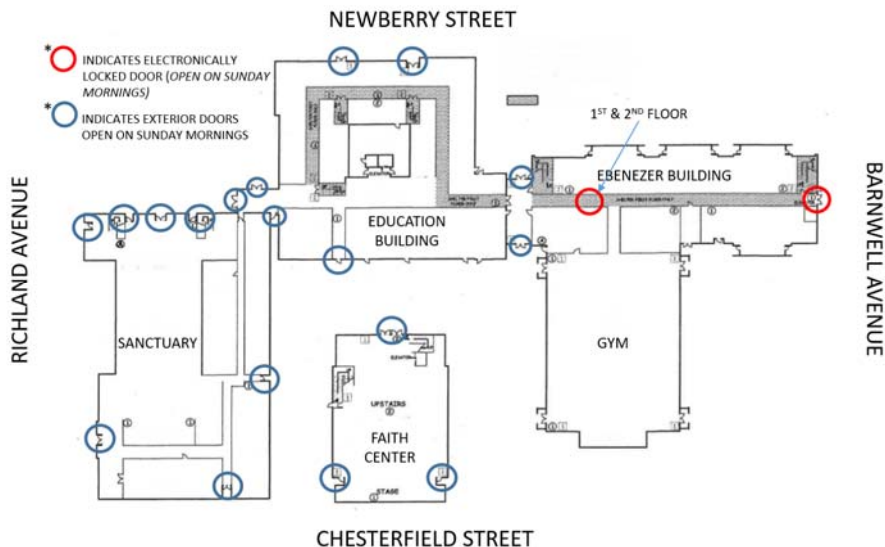 NEWBERRY STREET
* INDICATES ELECTRONICALLY
LOCKED DOOR (OPEN ON SUNDAY
MORNINGS)
* INDICATES EXTERIOR DOORS
OPEN ON SUNDAY MORNINGS
1ST & 2ND FLOOR
EBENEZER BUILDING
RICHLAND AVENUE
BARNWELL AVENUE
EDUCATION
BUILDING
SANCTUARY
GYM
ELEVATOR
UPSTAIRS
FAITH
CENTER
STAGE
CHESTERFIELD STREET